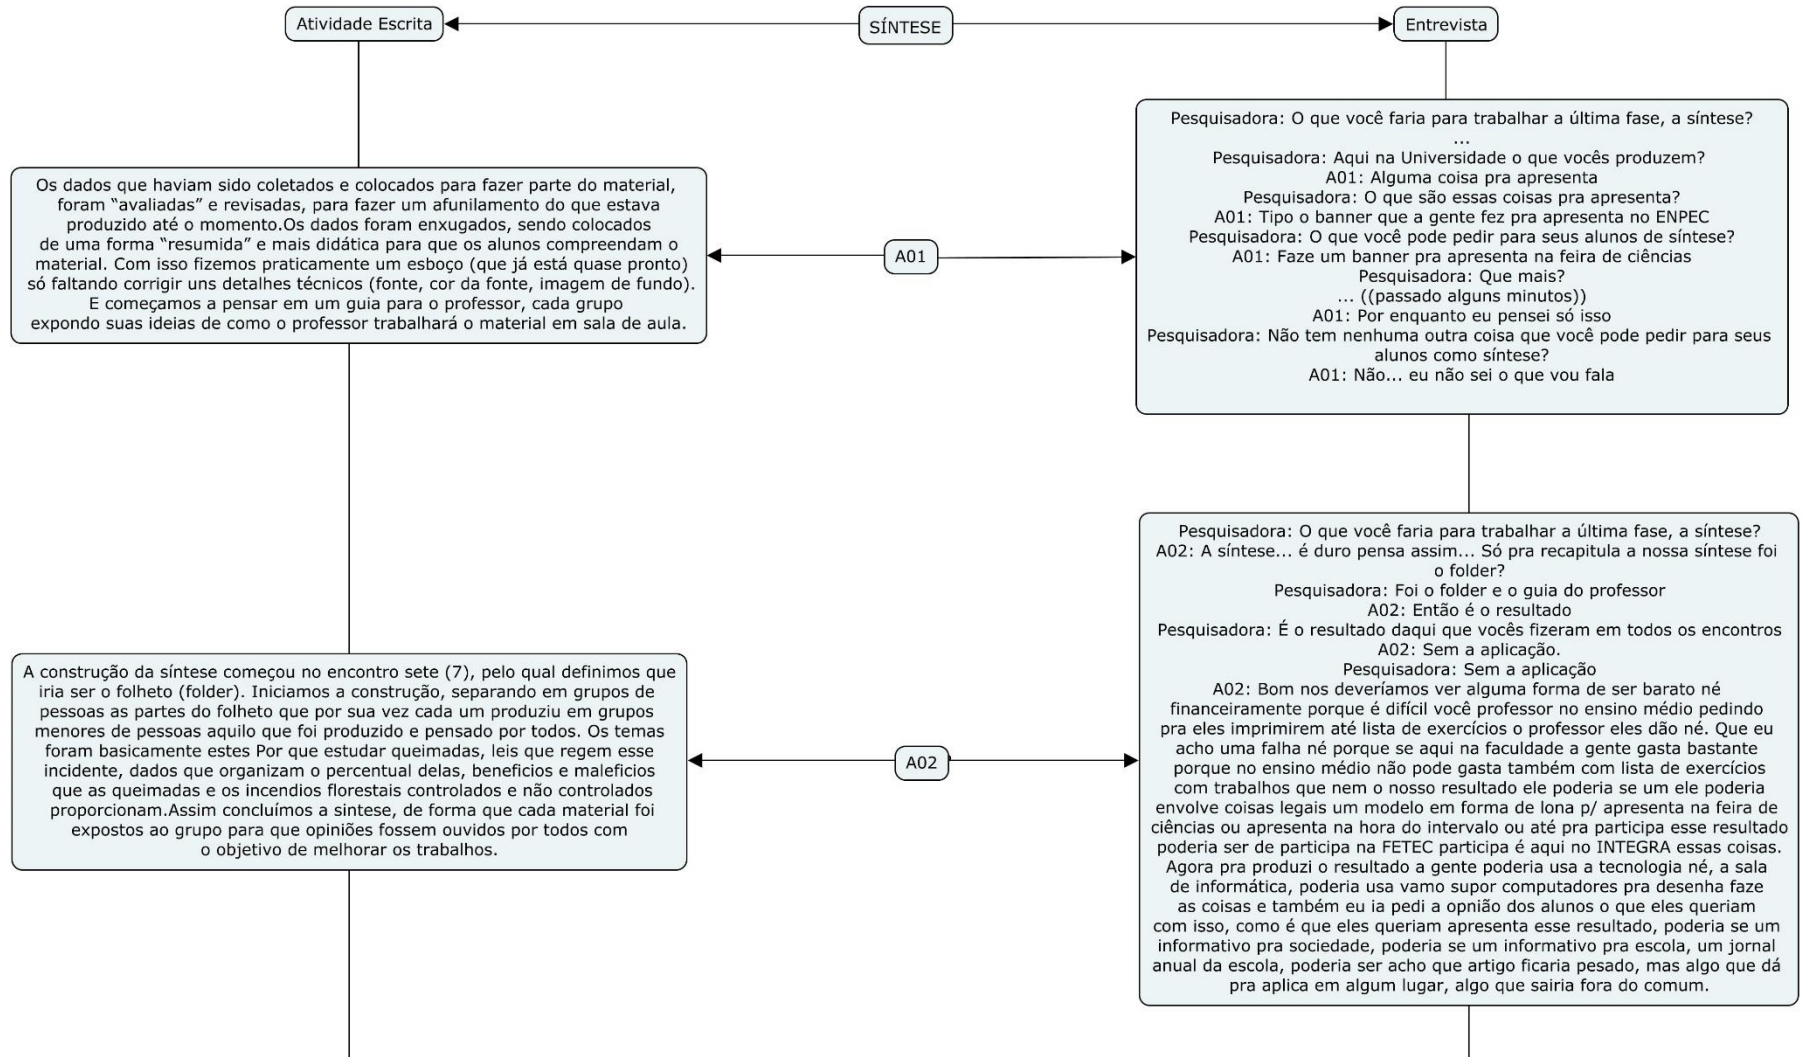 Atividade Escrita
SÍNTESE
Entrevista
Os dados que haviam sido coletados e colocados para fazer parte do material,
foram “avaliadas” e revisadas, para fazer um afunilamento do que estava
produzido até o momento.Os dados foram enxugados, sendo colocados
de uma forma “resumida” e mais didática para que os alunos compreendam o
material. Com isso fizemos praticamente um esboço (que já está quase pronto)
só faltando corrigir uns detalhes técnicos (fonte, cor da fonte, imagem de fundo).
E começamos a pensar em um guia para o professor, cada grupo
expondo suas ideias de como o professor trabalhará o material em sala de aula.
A01
Pesquisadora: O que você faria para trabalhar a última fase, a síntese?
...
Pesquisadora: Aqui na Universidade o que vocês produzem?
A01: Alguma coisa pra apresenta
Pesquisadora: O que são essas coisas pra apresenta?
A01: Tipo o banner que a gente fez pra apresenta no ENPEC
Pesquisadora: O que você pode pedir para seus alunos de síntese?
A01: Faze um banner pra apresenta na feira de ciências
Pesquisadora: Que mais?
... ((passado alguns minutos))
A01: Por enquanto eu pensei só isso
Pesquisadora: Não tem nenhuma outra coisa que você pode pedir para seus
alunos como síntese?
A01: Não... eu não sei o que vou fala
A construção da síntese começou no encontro sete (7), pelo qual definimos que
iria ser o folheto (folder). Iniciamos a construção, separando em grupos de
pessoas as partes do folheto que por sua vez cada um produziu em grupos
menores de pessoas aquilo que foi produzido e pensado por todos. Os temas
foram basicamente estes Por que estudar queimadas, leis que regem esse
incidente, dados que organizam o percentual delas, beneficios e maleficios
que as queimadas e os incendios florestais controlados e não controlados
proporcionam.Assim concluímos a sintese, de forma que cada material foi
expostos ao grupo para que opiniões fossem ouvidos por todos com
o objetivo de melhorar os trabalhos.
A02
Pesquisadora: O que você faria para trabalhar a última fase, a síntese?
A02: A síntese... é duro pensa assim... Só pra recapitula a nossa síntese foi
o folder?
Pesquisadora: Foi o folder e o guia do professor
A02: Então é o resultado
Pesquisadora: É o resultado daqui que vocês fizeram em todos os encontros
A02: Sem a aplicação.
Pesquisadora: Sem a aplicação
A02: Bom nos deveríamos ver alguma forma de ser barato né
financeiramente porque é difícil você professor no ensino médio pedindo
pra eles imprimirem até lista de exercícios o professor eles dão né. Que eu
acho uma falha né porque se aqui na faculdade a gente gasta bastante
porque no ensino médio não pode gasta também com lista de exercícios
com trabalhos que nem o nosso resultado ele poderia se um ele poderia
envolve coisas legais um modelo em forma de lona p/ apresenta na feira de
ciências ou apresenta na hora do intervalo ou até pra participa esse resultado
poderia ser de participa na FETEC participa é aqui no INTEGRA essas coisas.
Agora pra produzi o resultado a gente poderia usa a tecnologia né, a sala
de informática, poderia usa vamo supor computadores pra desenha faze
as coisas e também eu ia pedi a opnião dos alunos o que eles queriam
com isso, como é que eles queriam apresenta esse resultado, poderia se um
informativo pra sociedade, poderia se um informativo pra escola, um jornal
anual da escola, poderia ser acho que artigo ficaria pesado, mas algo que dá
pra aplica em algum lugar, algo que sairia fora do comum.